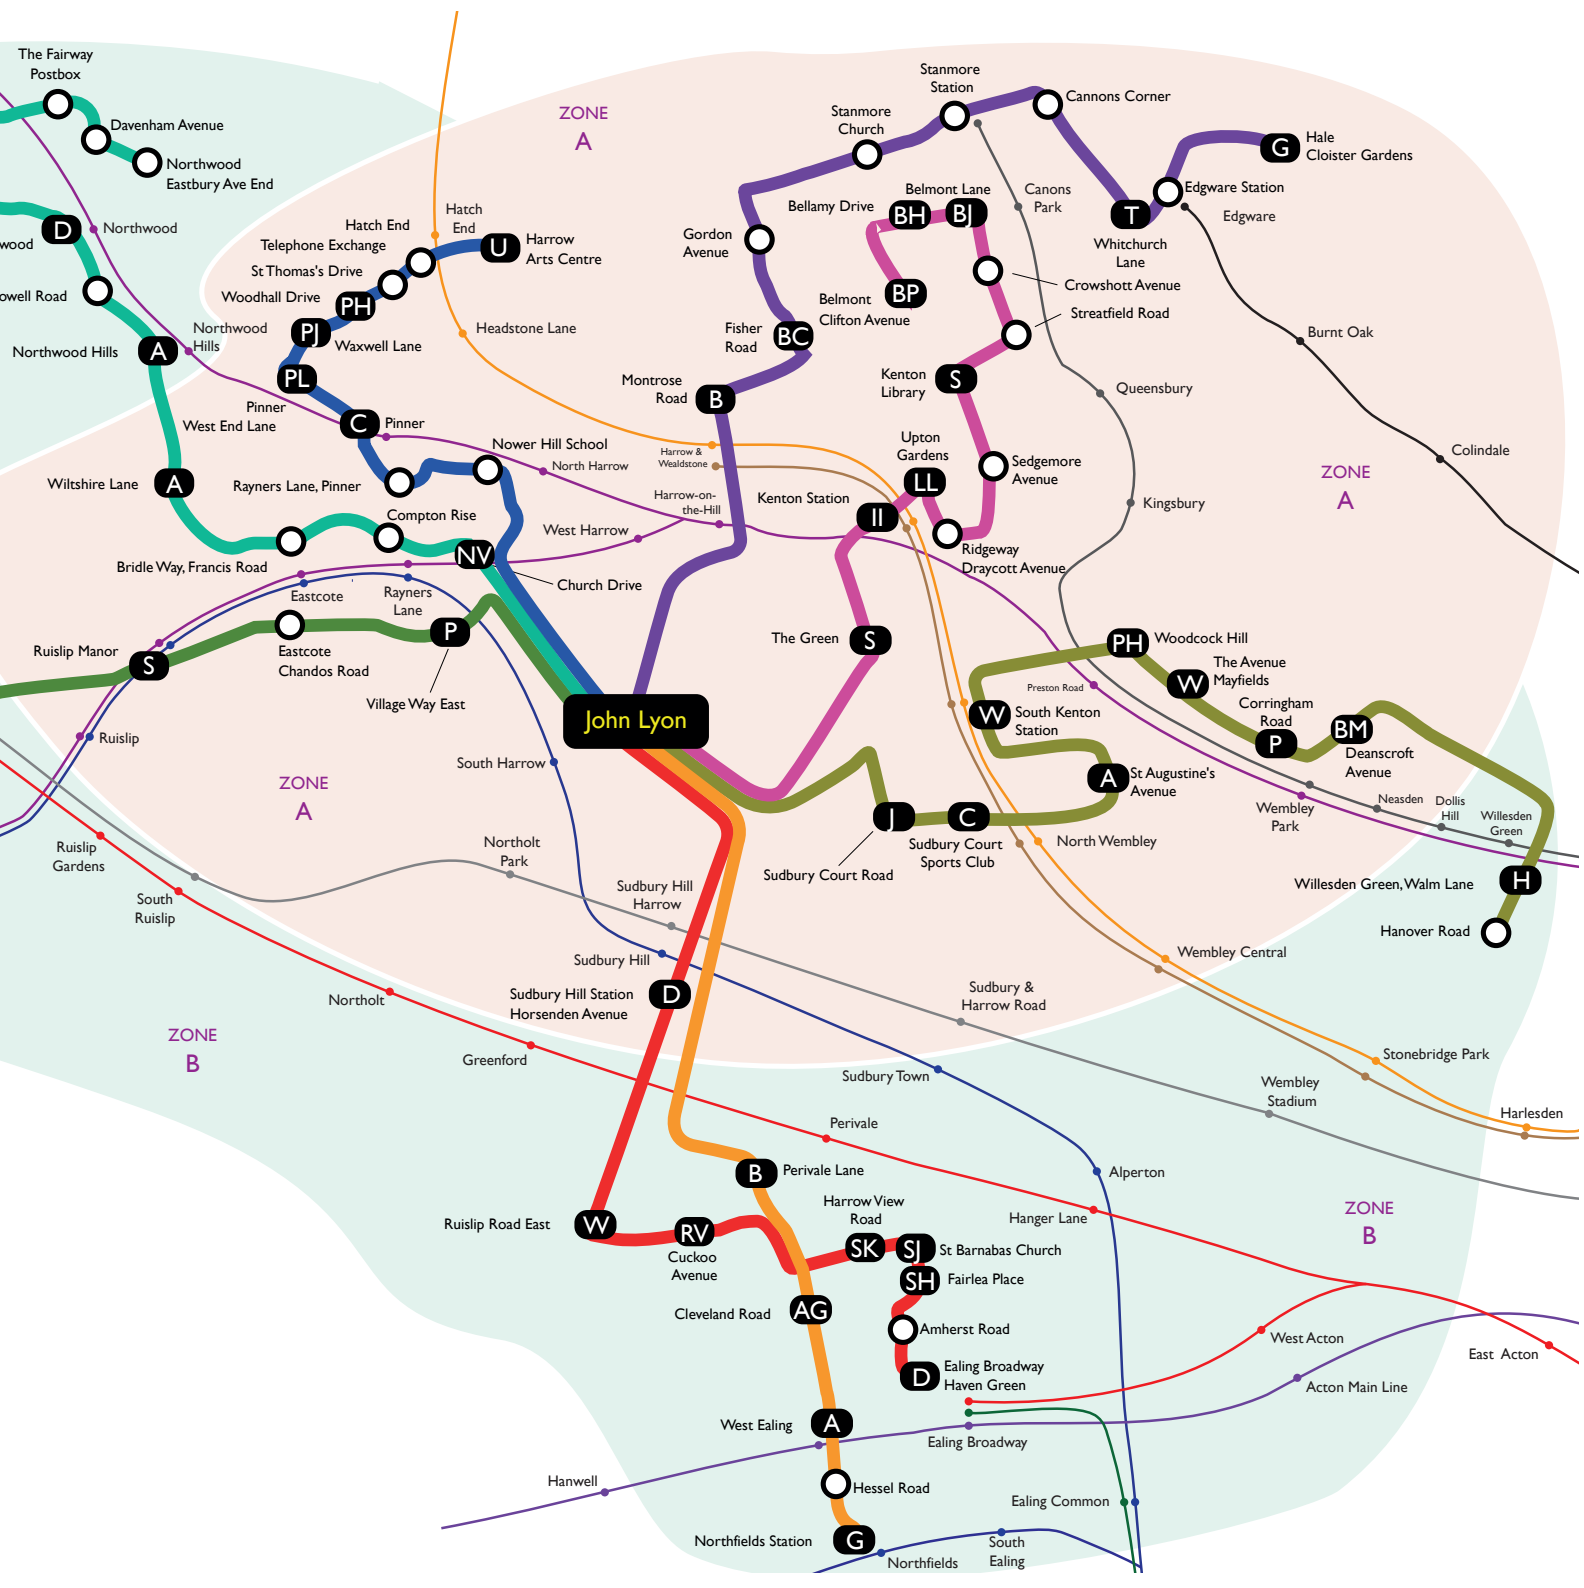 The Fairway
Postbox
Davenham Avenue
Northwood
Eastbury Ave End
ZONE
A
Stanmore
Station
Cannons Corner
Stanmore
Church
G
Hale
Cloister Gardens
Belmont Lane
Bellamy Drive
BH
BJ
T
Edgware Station
Edgware
Whitchurch
Lane
Canons
Park
D
Northwood
wood
Hatch
End
Hatch End
Telephone Exchange
U
Harrow
Arts Centre
Gordon
Avenue
St Thomas's Drive
Woodhall Drive
PH
owell Road
Crowshott Avenue
BP
Belmont
Clifton Avenue
Streatfield Road
Northwood
Hills
Northwood Hills
A
PJ
Waxwell Lane
Headstone Lane
Fisher
Road
BC
Burnt Oak
PL
Montrose
Road
B
Kenton
Library
S
Queensbury
Pinner
West End Lane
C
Pinner
Nower Hill School
Harrow &
Wealdstone
Upton
Gardens
Colindale
North Harrow
Sedgemore
Avenue
ZONE
A
Wiltshire Lane
A
Rayners Lane, Pinner
Harrow-on-
the-Hill
Kenton Station
LL
II
Kingsbury
Compton Rise
West Harrow
Ridgeway
Draycott Avenue
Bridle Way, Francis Road
NV
Church Drive
Eastcote
Rayners
Lane
Ruislip Manor
S
Eastcote
Chandos Road
P
Village Way East
The Green
S
PH
Woodcock Hill
The Avenue
Mayfields
W
Preston Road
Corringham
Road
P
BM
Deanscroft
Avenue
W
South Kenton
Station
John Lyon
Ruislip
South Harrow
ZONE
A
A
St Augustine's
Avenue
J
C
Sudbury Court
Sports Club
Sudbury Court Road
North Wembley
Wembley
Park
Neasden
Dollis
Hill
Willesden
Green
Ruislip
Gardens
Northolt
Park
South
Ruislip
Sudbury Hill
Harrow
Willesden Green, Walm Lane
H
Hanover Road
Sudbury Hill
Wembley Central
Sudbury Hill Station
Horsenden Avenue
D
Northolt
Sudbury &
Harrow Road
ZONE
B
Greenford
Sudbury Town
Stonebridge Park
Wembley
Stadium
Harlesden
Perivale
B
Perivale Lane
Alperton
Harrow View
Road
Hanger Lane
ZONE
B
Ruislip Road East
W
RV
Cuckoo
Avenue
SK
SJ
St Barnabas Church
SH
Fairlea Place
Cleveland Road
AG
Amherst Road
West Acton
East Acton
D
Ealing Broadway
Haven Green
Acton Main Line
West Ealing
A
Ealing Broadway
Hanwell
Hessel Road
Ealing Common
Northfields Station
G
Northfields
South
Ealing